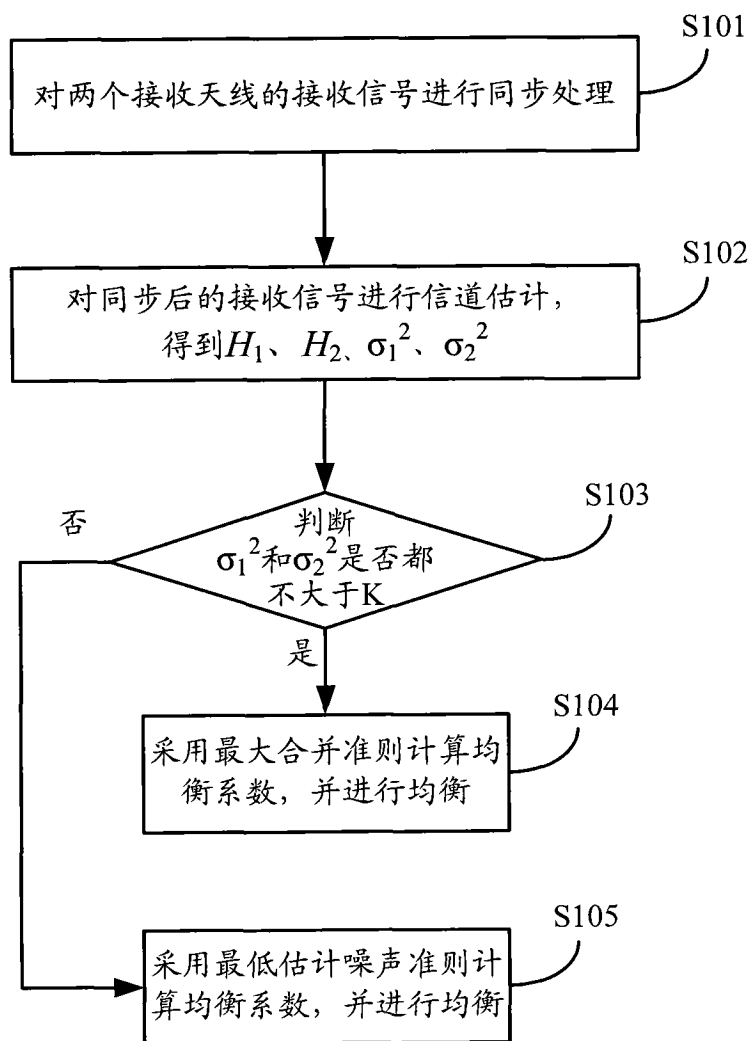 S101
对两个接收天线的接收信号进行同步处理
S102
对同步后的接收信号进行信道估计，
得到H₁、H₂、σ₁²、σ₂²
S103
否
判断
σ₁²和σ₂²是否都
不大于K
是
S104
采用最大合并准则计算均
衡系数，并进行均衡
S105
采用最低估计噪声准则计
算均衡系数，并进行均衡